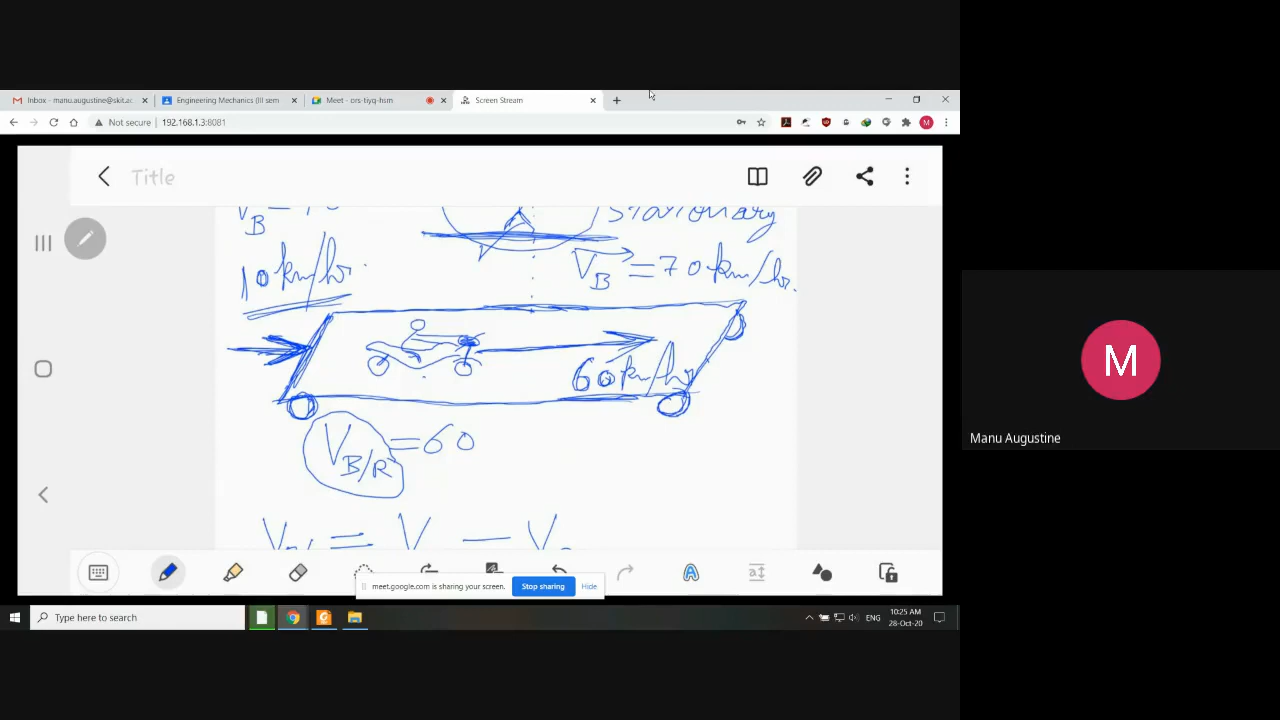 Inbox - manu.augustine@skit.ac
Engineering Mechanics (III sem
Meet - ors-tiyq-hsm
Screen Stream
Not secure | 192.168.1.3:8081
Title
stationary
10 km/hr.
V_B = 70 km/hr.
60 km/hr
V_B/R = 60
meet.google.com is sharing your screen.
Stop sharing
Hide
Type here to search
ENG
10:25 AM
28-Oct-20
M
Manu Augustine